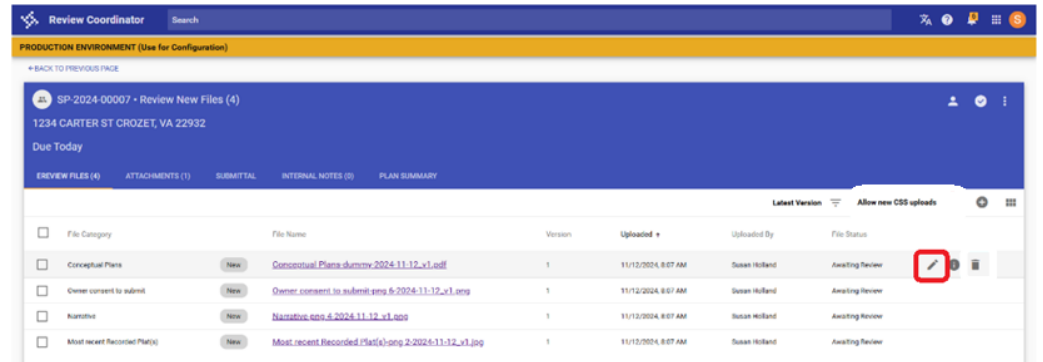 Review Coordinator Search S
PRODUCTION ENVIRONMENT (Use for Configuration)
BACK TO PREVIOUS PAGE
SP-2024-00007 • Review New Files (4)
1234 CARTER ST CROZET, VA 22932
Due Today
EREVIEW FILES (4) ATTACHMENTS (1) SUBMITTAL INTERNAL NOTES (0) PLAN SUMMARY
Latest Version Allow new CSS uploads
File Category File Name Version Uploaded Uploaded By File Status
Conceptual Plans New Conceptual Plans-dummy-2024-11-12_v1.pdf 1 11/12/2024, 8:07 AM Susan Holland Awaiting Review
Owner consent to submit New Owner consent to submit-png 6-2024-11-12_v1.png 1 11/12/2024, 8:07 AM Susan Holland Awaiting Review
Narrative New Narrative-png 4-2024-11-12_v1.png 1 11/12/2024, 8:07 AM Susan Holland Awaiting Review
Most recent Recorded Plat(s) New Most recent Recorded Plat(s)-png 2-2024-11-12_v1.jpg 1 11/12/2024, 8:07 AM Susan Holland Awaiting Review